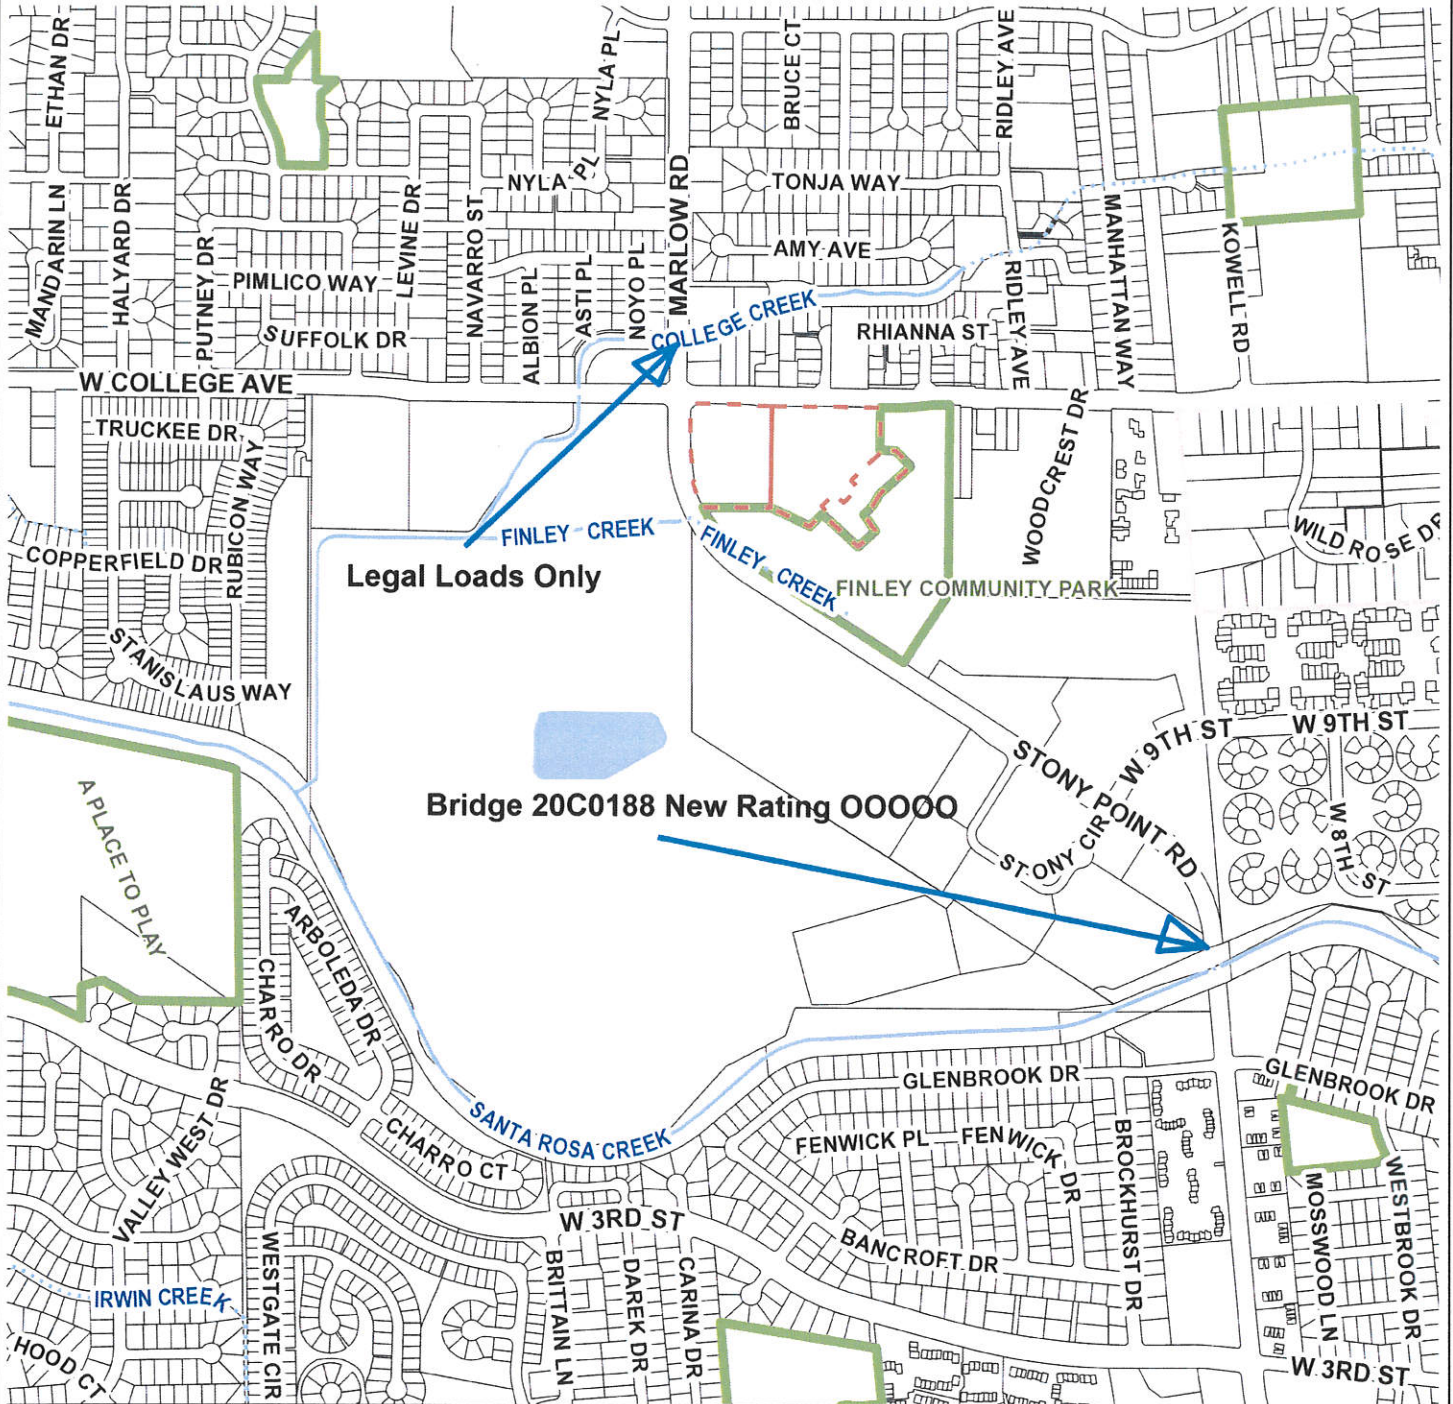 ETHAN DR
NYLA PL
BRUCE CT
RIDLEY AVE
MANDARIN LN
HALYARD DR
PUTNEY DR
LEVINE DR
NAVARRO ST
NYLA PL
MARLOW RD
TONJA WAY
MANHATTAN WAY
KOWELL RD
AMY AVE
PIMLICO WAY
ALBION PL
ASTI PL
NOYO PL
RIDLEY AVE
COLLEGE CREEK
SUFFOLK DR
RHIANNA ST
W COLLEGE AVE
TRUCKEE DR
RUBICON WAY
WOODCREST DR
WILD ROSE DR
COPPERFIELD DR
FINLEY CREEK
FINLEY CREEK
Legal Loads Only
FINLEY COMMUNITY PARK
STANISLAUS WAY
W 9TH ST
W 9TH ST
STONY POINT RD
A PLACE TO PLAY
Bridge 20C0188 New Rating OOOOO
STONY CIR
W 8TH ST
ARBOLEDA DR
CHARRO DR
GLENBROOK DR
GLENBROOK DR
VALLEY WEST DR
SANTA ROSA CREEK
CHARRO CT
FENWICK PL
FENWICK DR
BROCKHURST DR
MOSSWOOD LN
WESTBROOK DR
W 3RD ST
BANCROFT DR
WESTGATE CIR
BRITTAIN LN
DAREK DR
CARINA DR
IRWIN CREEK
HOOD CT
W 3RD ST